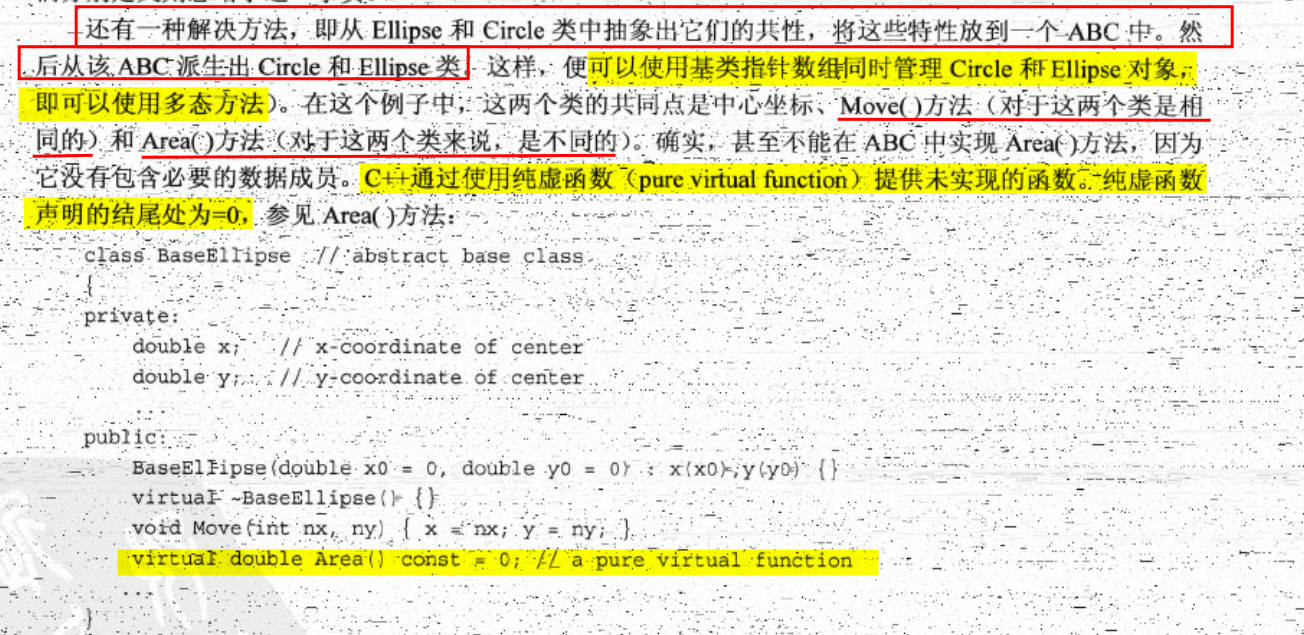 还有一种解决方法，即从 Ellipse 和 Circle 类中抽象出它们的共性，将这些特性放到一个 ABC 中。然
后从该 ABC 派生出 Circle 和 Ellipse 类。这样，便可以使用基类指针数组同时管理 Circle 和 Ellipse 对象，
即可以使用多态方法）。在这个例子中，这两个类的共同点是中心坐标、Move( )方法（对于这两个类是相
同的）和 Area( )方法（对于这两个类来说，是不同的）。确实，甚至不能在 ABC 中实现 Area( )方法，因为
它没有包含必要的数据成员。C++通过使用纯虚函数（pure virtual function）提供未实现的函数。纯虚函数
声明的结尾处为=0，参见 Area( )方法：
class BaseEllipse // abstract base class
{
private:
double x; // x-coordinate of center
double y; // y-coordinate of center
...
public:
BaseEllipse(double x0 = 0, double y0 = 0) : x(x0),y(y0) {}
virtual ~BaseEllipse() {}
void Move(int nx, ny) { x = nx; y = ny; }
virtual double Area() const = 0; // a pure virtual function
...
}